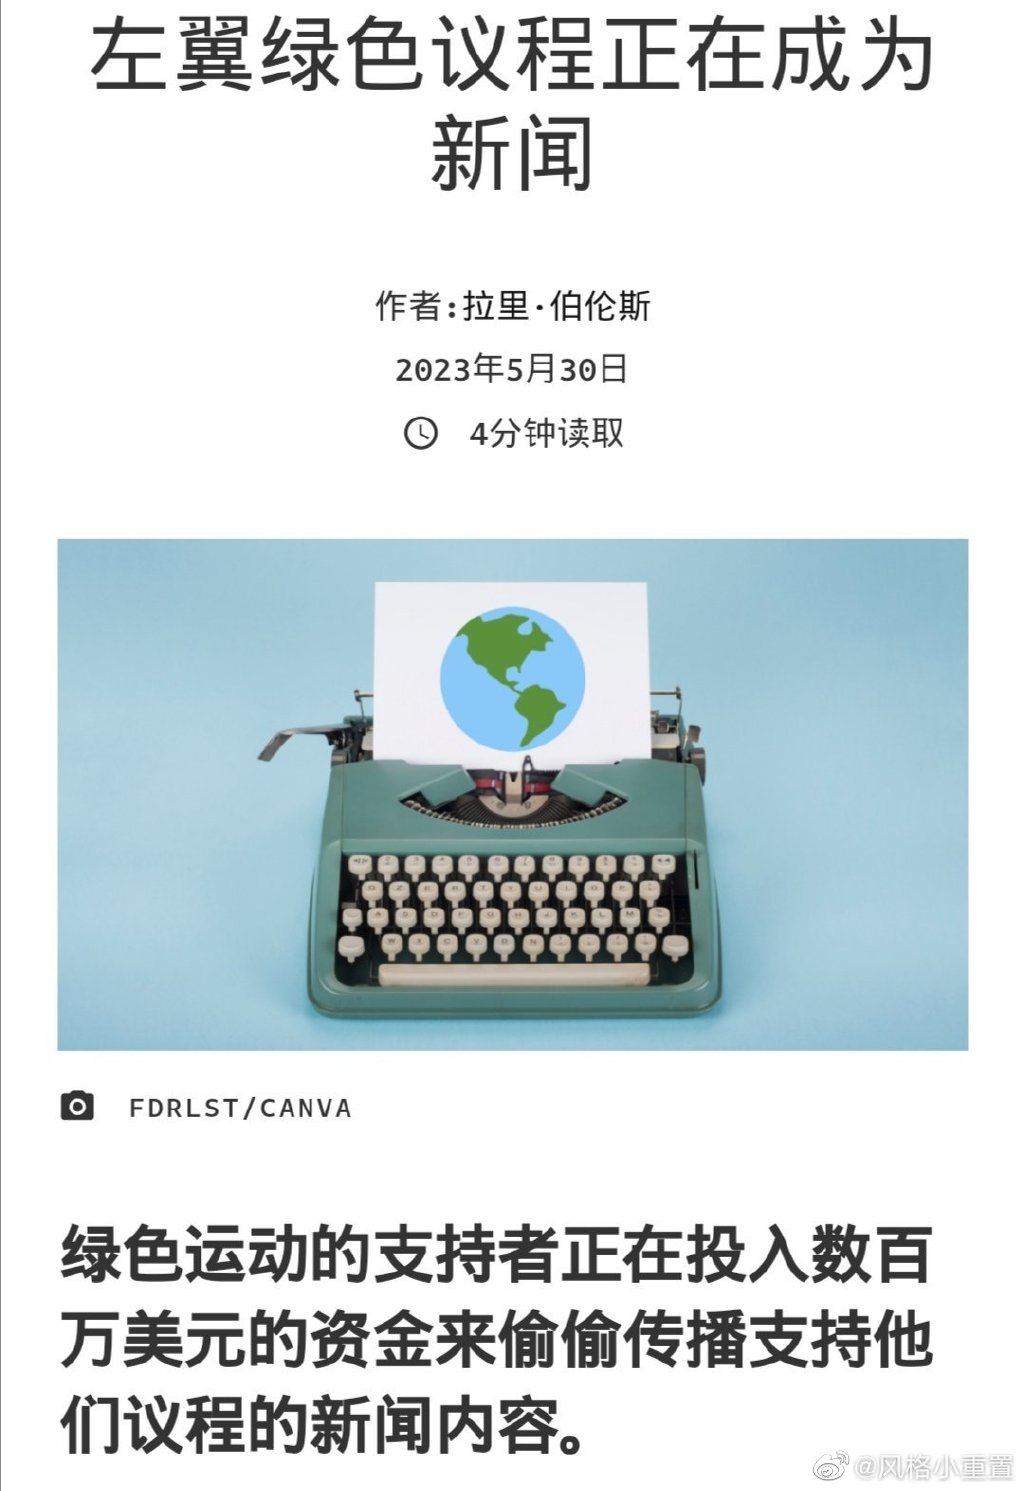 左翼绿色议程正在成为
新闻
作者:拉里·伯伦斯
2023年5月30日
4分钟读取
FDRLST/CANVA
绿色运动的支持者正在投入数百
万美元的资金来偷偷传播支持他
们议程的新闻内容。
@风格小重置